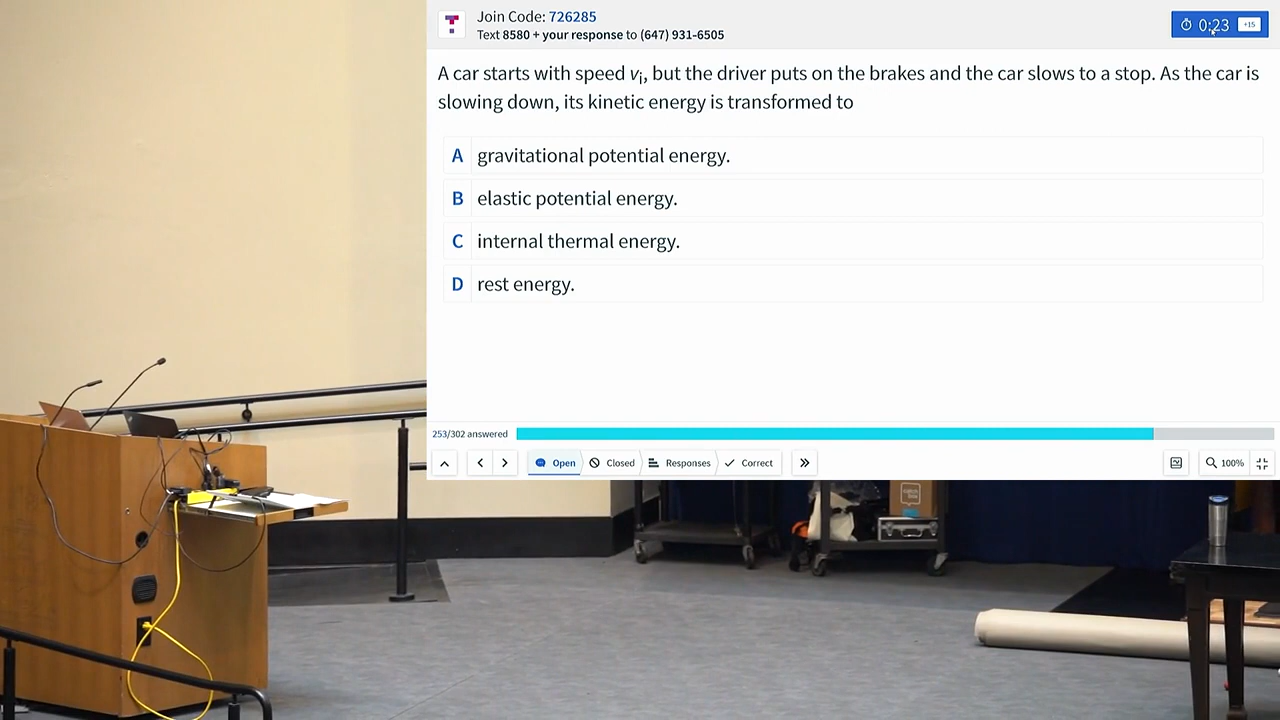 Join Code: 726285
Text 8580 + your response to (647) 931-6505
0:23 +15
A car starts with speed vi, but the driver puts on the brakes and the car slows to a stop. As the car is
slowing down, its kinetic energy is transformed to
A gravitational potential energy.
B elastic potential energy.
C internal thermal energy.
D rest energy.
253/302 answered
Open Closed Responses Correct 100%